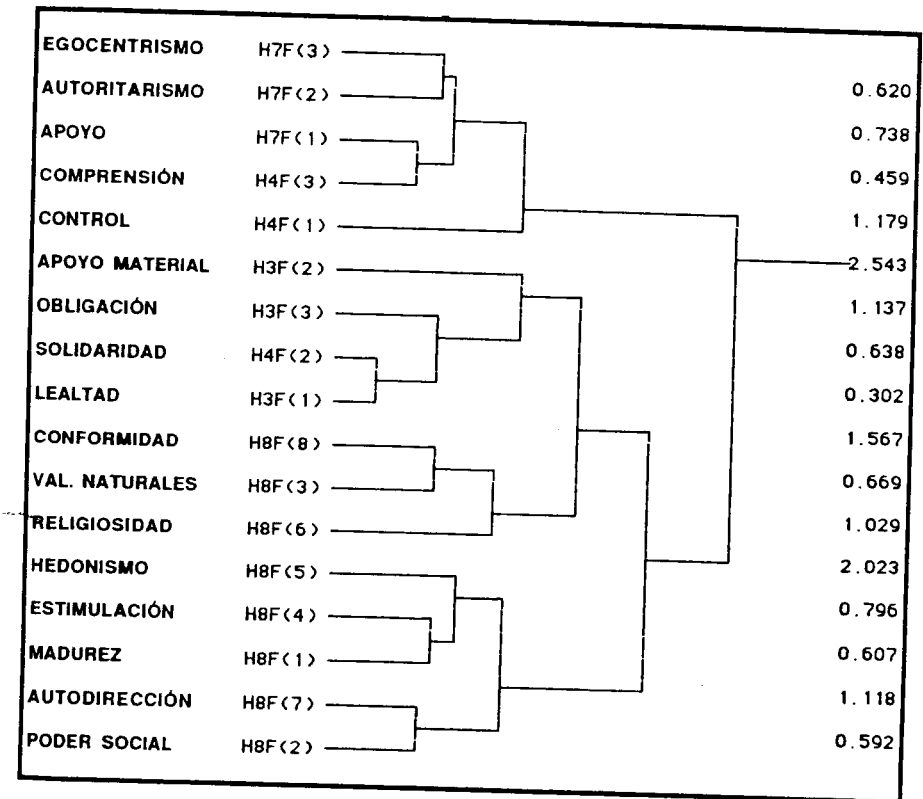 EGOCENTRISMO H7F(3)
AUTORITARISMO H7F(2) 0.620
APOYO H7F(1) 0.738
COMPRENSIÓN H4F(3) 0.459
CONTROL H4F(1) 1.179
APOYO MATERIAL H3F(2) 2.543
OBLIGACIÓN H3F(3) 1.137
SOLIDARIDAD H4F(2) 0.638
LEALTAD H3F(1) 0.302
CONFORMIDAD H8F(8) 1.567
VAL. NATURALES H8F(3) 0.669
RELIGIOSIDAD H8F(6) 1.029
HEDONISMO H8F(5) 2.023
ESTIMULACIÓN H8F(4) 0.796
MADUREZ H8F(1) 0.607
AUTODIRECCIÓN H8F(7) 1.118
PODER SOCIAL H8F(2) 0.592